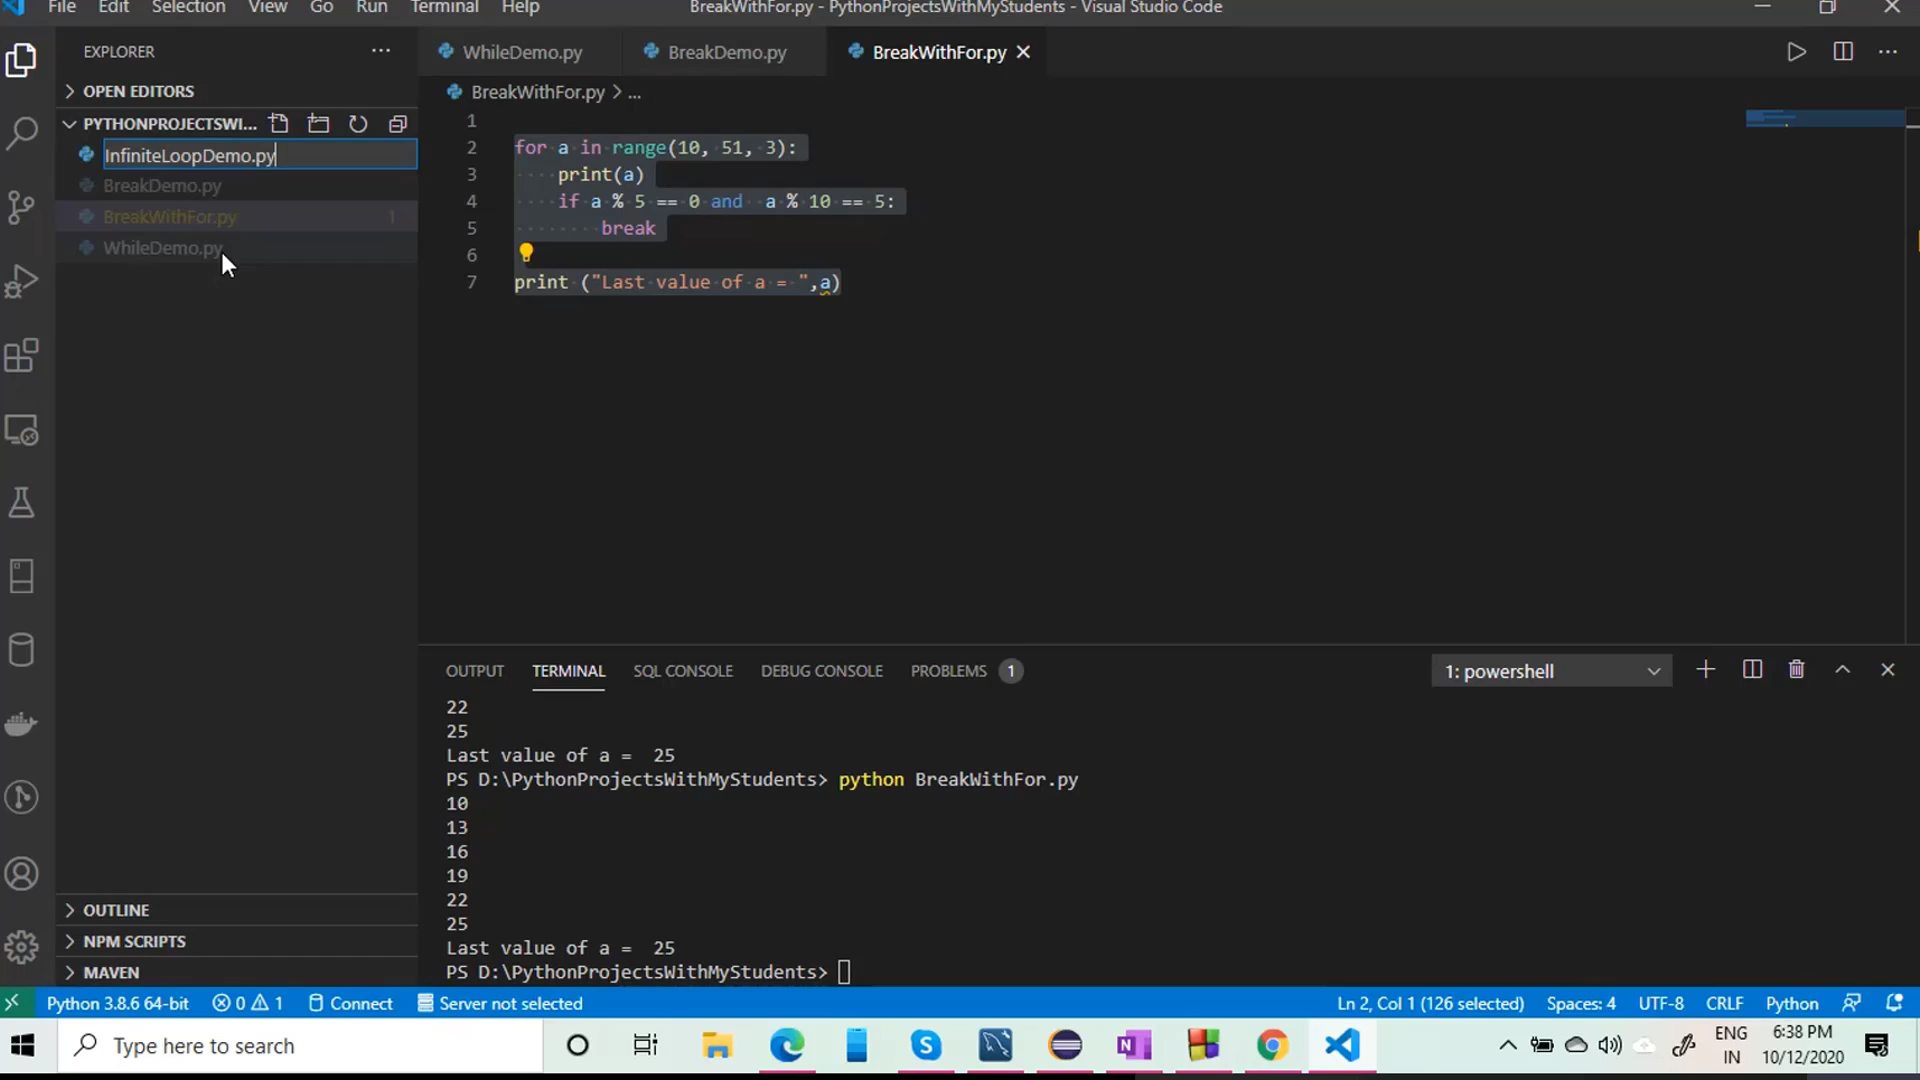 File Edit Selection View Go Run Terminal Help
BreakWithFor.py - PythonProjectsWithMyStudents - Visual Studio Code
EXPLORER
WhileDemo.py
BreakDemo.py
BreakWithFor.py
OPEN EDITORS
PYTHONPROJECTSWI...
InfiniteLoopDemo.py
BreakDemo.py
BreakWithFor.py 1
WhileDemo.py
BreakWithFor.py > ...
1
2 for a in range(10, 51, 3):
3 print(a)
4 if a % 5 == 0 and a % 10 == 5:
5 break
6
7 print ("Last value of a = ",a)
OUTPUT TERMINAL SQL CONSOLE DEBUG CONSOLE PROBLEMS 1
1: powershell
22
25
Last value of a = 25
PS D:\PythonProjectsWithMyStudents> python BreakWithFor.py
10
13
16
19
22
25
Last value of a = 25
PS D:\PythonProjectsWithMyStudents>
OUTLINE
NPM SCRIPTS
MAVEN
Python 3.8.6 64-bit 0 1 Connect Server not selected
Ln 2, Col 1 (126 selected) Spaces: 4 UTF-8 CRLF Python
Type here to search
ENG
IN
6:38 PM
10/12/2020